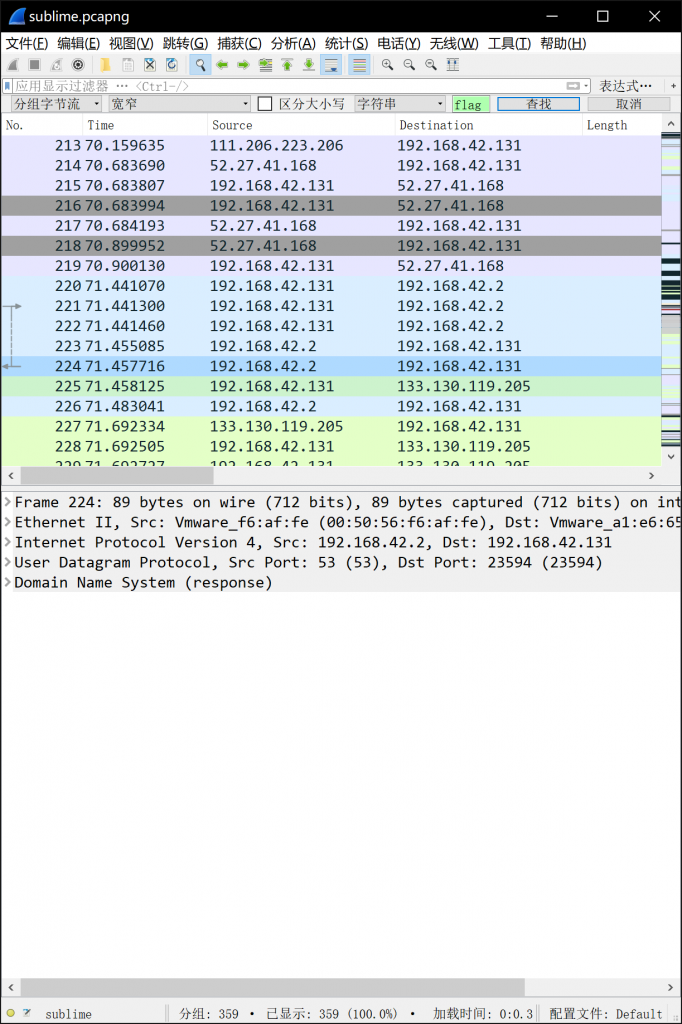 sublime.pcapng
文件(F) 编辑(E) 视图(V) 跳转(G) 捕获(C) 分析(A) 统计(S) 电话(Y) 无线(W) 工具(T) 帮助(H)
应用显示过滤器 ⋯ <Ctrl-/> 表达式⋯ +
分组字节流 宽窄 区分大小写 字符串 flag 查找 取消
No. Time Source Destination Length
213 70.159635 111.206.223.206 192.168.42.131
214 70.683690 52.27.41.168 192.168.42.131
215 70.683807 192.168.42.131 52.27.41.168
216 70.683994 192.168.42.131 52.27.41.168
217 70.684193 52.27.41.168 192.168.42.131
218 70.899952 52.27.41.168 192.168.42.131
219 70.900130 192.168.42.131 52.27.41.168
220 71.441070 192.168.42.131 192.168.42.2
221 71.441300 192.168.42.131 192.168.42.2
222 71.441460 192.168.42.131 192.168.42.2
223 71.455085 192.168.42.2 192.168.42.131
224 71.457716 192.168.42.2 192.168.42.131
225 71.458125 192.168.42.131 133.130.119.205
226 71.483041 192.168.42.2 192.168.42.131
227 71.692334 133.130.119.205 192.168.42.131
228 71.692505 192.168.42.131 133.130.119.205
229 71.692727 192.168.42.131 133.130.119.205
Frame 224: 89 bytes on wire (712 bits), 89 bytes captured (712 bits) on int
Ethernet II, Src: Vmware_f6:af:fe (00:50:56:f6:af:fe), Dst: Vmware_a1:e6:65
Internet Protocol Version 4, Src: 192.168.42.2, Dst: 192.168.42.131
User Datagram Protocol, Src Port: 53 (53), Dst Port: 23594 (23594)
Domain Name System (response)
sublime 分组: 359 · 已显示: 359 (100.0%) · 加载时间: 0:0.3 配置文件: Default